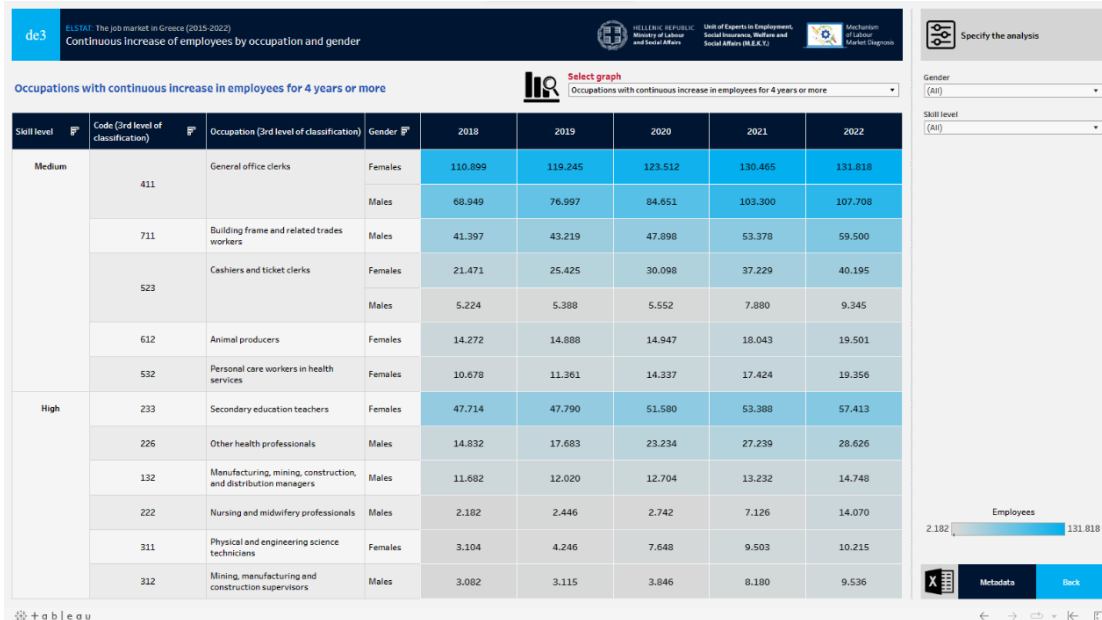 de3
ELSTAT: The job market in Greece (2015-2022)
Continuous increase of employees by occupation and gender
HELLENIC REPUBLIC
Ministry of Labour
and Social Affairs
Unit of Experts in Employment,
Social Insurance, Welfare and
Social Affairs (M.E.K.Y.)
Mechanism
of Labour
Market Diagnosis
Specify the analysis
Occupations with continuous increase in employees for 4 years or more
Select graph
Occupations with continuous increase in employees for 4 years or more
Gender
(All)
Skill level
(All)
Skill level Code (3rd level of classification) Occupation (3rd level of classification) Gender 2018 2019 2020 2021 2022
Medium 411 General office clerks Females 110.899 119.245 123.512 130.465 131.818
Males 68.949 76.997 84.651 103.300 107.708
711 Building frame and related trades workers Males 41.397 43.219 47.898 53.378 59.500
523 Cashiers and ticket clerks Females 21.471 25.425 30.098 37.229 40.195
Males 5.224 5.388 5.552 7.880 9.345
612 Animal producers Females 14.272 14.888 14.947 18.043 19.501
532 Personal care workers in health services Females 10.678 11.361 14.337 17.424 19.356
High 233 Secondary education teachers Females 47.714 47.790 51.580 53.388 57.413
226 Other health professionals Males 14.832 17.683 23.234 27.239 28.626
132 Manufacturing, mining, construction, and distribution managers Males 11.682 12.020 12.704 13.232 14.748
222 Nursing and midwifery professionals Males 2.182 2.446 2.742 7.126 14.070
311 Physical and engineering science technicians Females 3.104 4.246 7.648 9.503 10.215
312 Mining, manufacturing and construction supervisors Males 3.082 3.115 3.846 8.180 9.536
Employees
2.182 131.818
Metadata
Back
+ a b l e a u